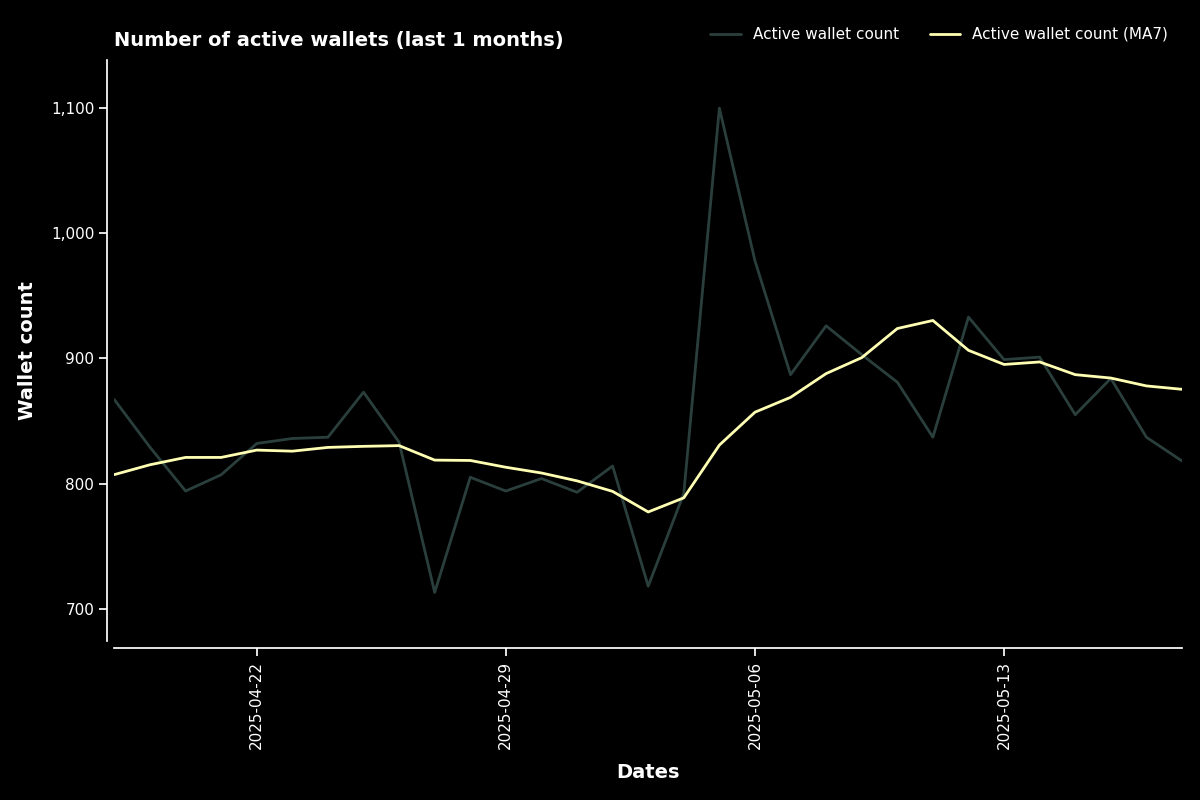 Number of active wallets (last 1 months)
Active wallet count
Active wallet count (MA7)
Wallet count
1,100
1,000
900
800
700
2025-04-22
2025-04-29
2025-05-06
2025-05-13
Dates